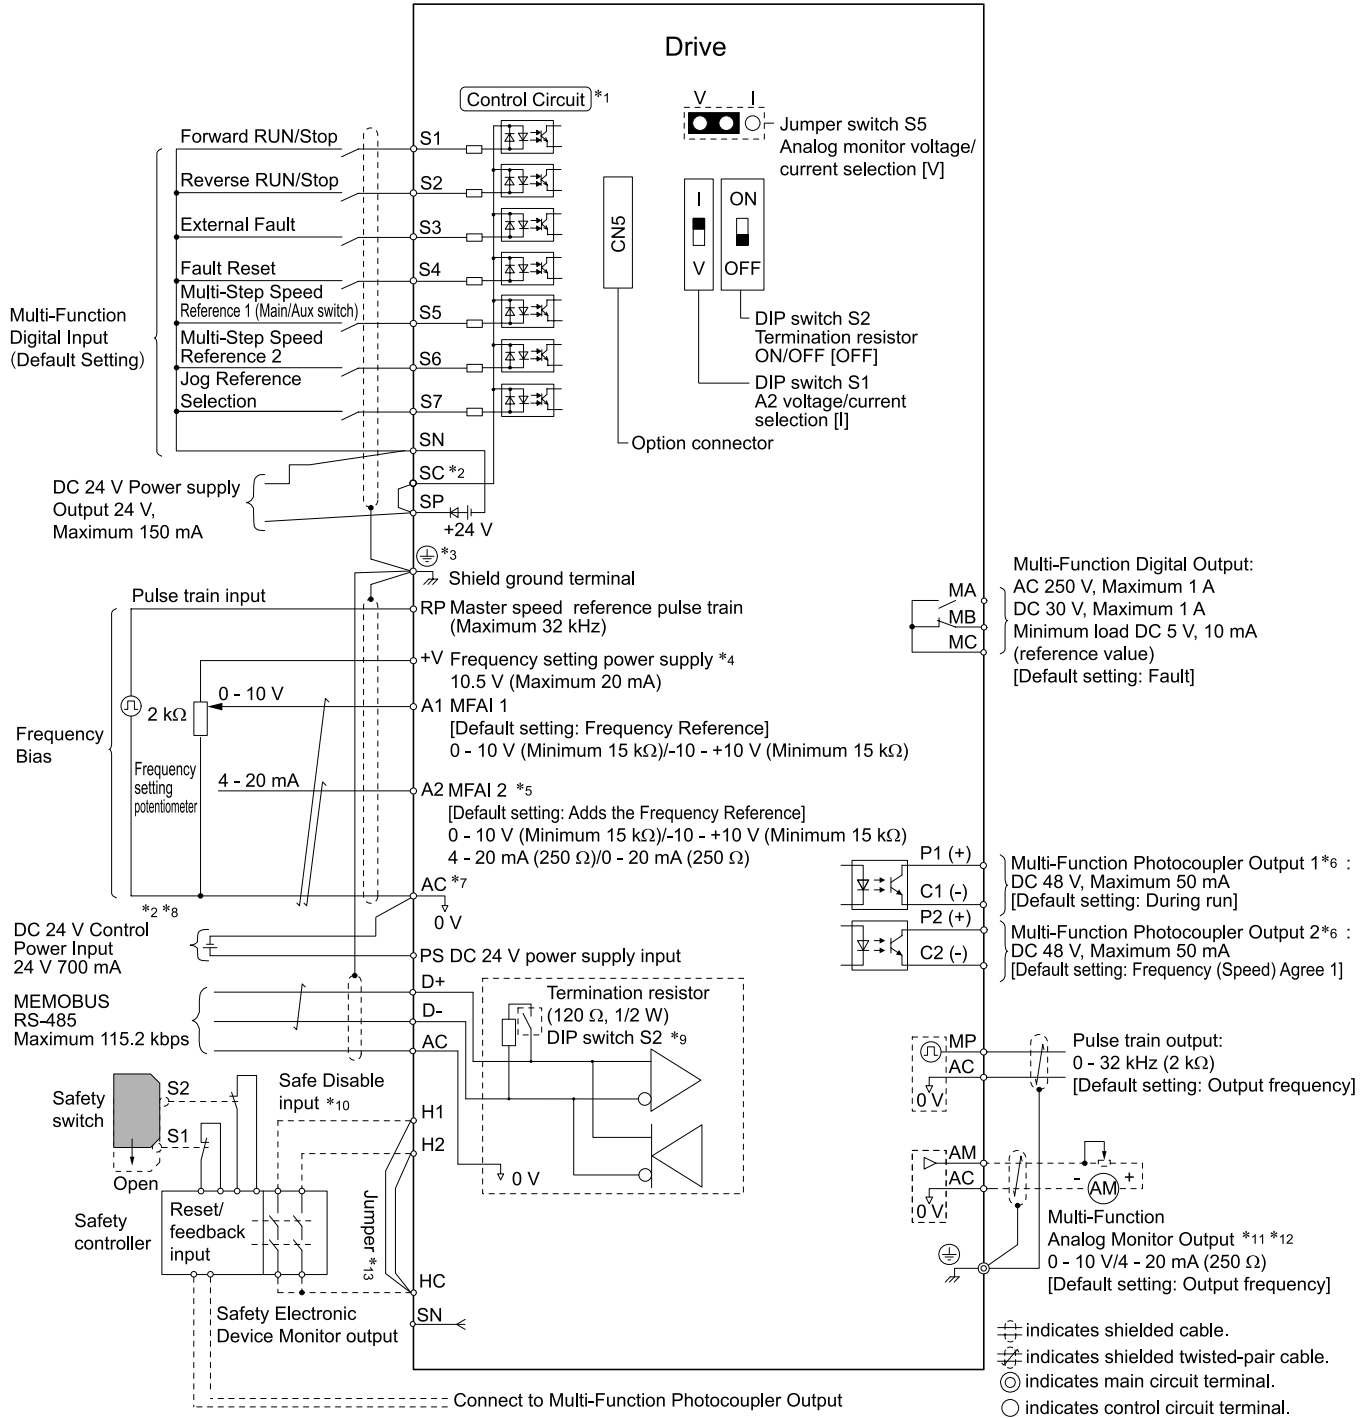 Drive
Control Circuit *1
V I
Jumper switch S5
Analog monitor voltage/
current selection [V]
Forward RUN/Stop
S1
Reverse RUN/Stop
S2
External Fault
S3
Fault Reset
S4
Multi-Step Speed
Reference 1 (Main/Aux switch)
S5
Multi-Step Speed
Reference 2
S6
Jog Reference
Selection
S7
Multi-Function
Digital Input
(Default Setting)
CN5
I
V
ON
OFF
DIP switch S2
Termination resistor
ON/OFF [OFF]
DIP switch S1
A2 voltage/current
selection [I]
Option connector
SN
SC *2
SP
+24 V
DC 24 V Power supply
Output 24 V,
Maximum 150 mA
*3
Shield ground terminal
Pulse train input
RP Master speed reference pulse train
(Maximum 32 kHz)
+V Frequency setting power supply *4
10.5 V (Maximum 20 mA)
0 - 10 V
2 kΩ
A1 MFAI 1
[Default setting: Frequency Reference]
0 - 10 V (Minimum 15 kΩ)/-10 - +10 V (Minimum 15 kΩ)
Frequency
Bias
Frequency
setting
potentiometer
4 - 20 mA
A2 MFAI 2 *5
[Default setting: Adds the Frequency Reference]
0 - 10 V (Minimum 15 kΩ)/-10 - +10 V (Minimum 15 kΩ)
4 - 20 mA (250 Ω)/0 - 20 mA (250 Ω)
AC *7
0 V
*2 *8
DC 24 V Control
Power Input
24 V 700 mA
PS DC 24 V power supply input
MEMOBUS
RS-485
Maximum 115.2 kbps
D+
D-
AC
Termination resistor
(120 Ω, 1/2 W)
DIP switch S2 *9
0 V
Safety
switch
S2
S1
Open
Safe Disable
input *10
H1
H2
Jumper *13
HC
SN
Safety
controller
Reset/
feedback
input
Safety Electronic
Device Monitor output
Connect to Multi-Function Photocoupler Output
MA
MB
MC
Multi-Function Digital Output:
AC 250 V, Maximum 1 A
DC 30 V, Maximum 1 A
Minimum load DC 5 V, 10 mA
(reference value)
[Default setting: Fault]
P1 (+)
C1 (-)
Multi-Function Photocoupler Output 1*6 :
DC 48 V, Maximum 50 mA
[Default setting: During run]
P2 (+)
C2 (-)
Multi-Function Photocoupler Output 2*6 :
DC 48 V, Maximum 50 mA
[Default setting: Frequency (Speed) Agree 1]
MP
AC
0 V
Pulse train output:
0 - 32 kHz (2 kΩ)
[Default setting: Output frequency]
AM
AC
0 V
- AM +
Multi-Function
Analog Monitor Output *11 *12
0 - 10 V/4 - 20 mA (250 Ω)
[Default setting: Output frequency]
indicates shielded cable.
indicates shielded twisted-pair cable.
indicates main circuit terminal.
indicates control circuit terminal.